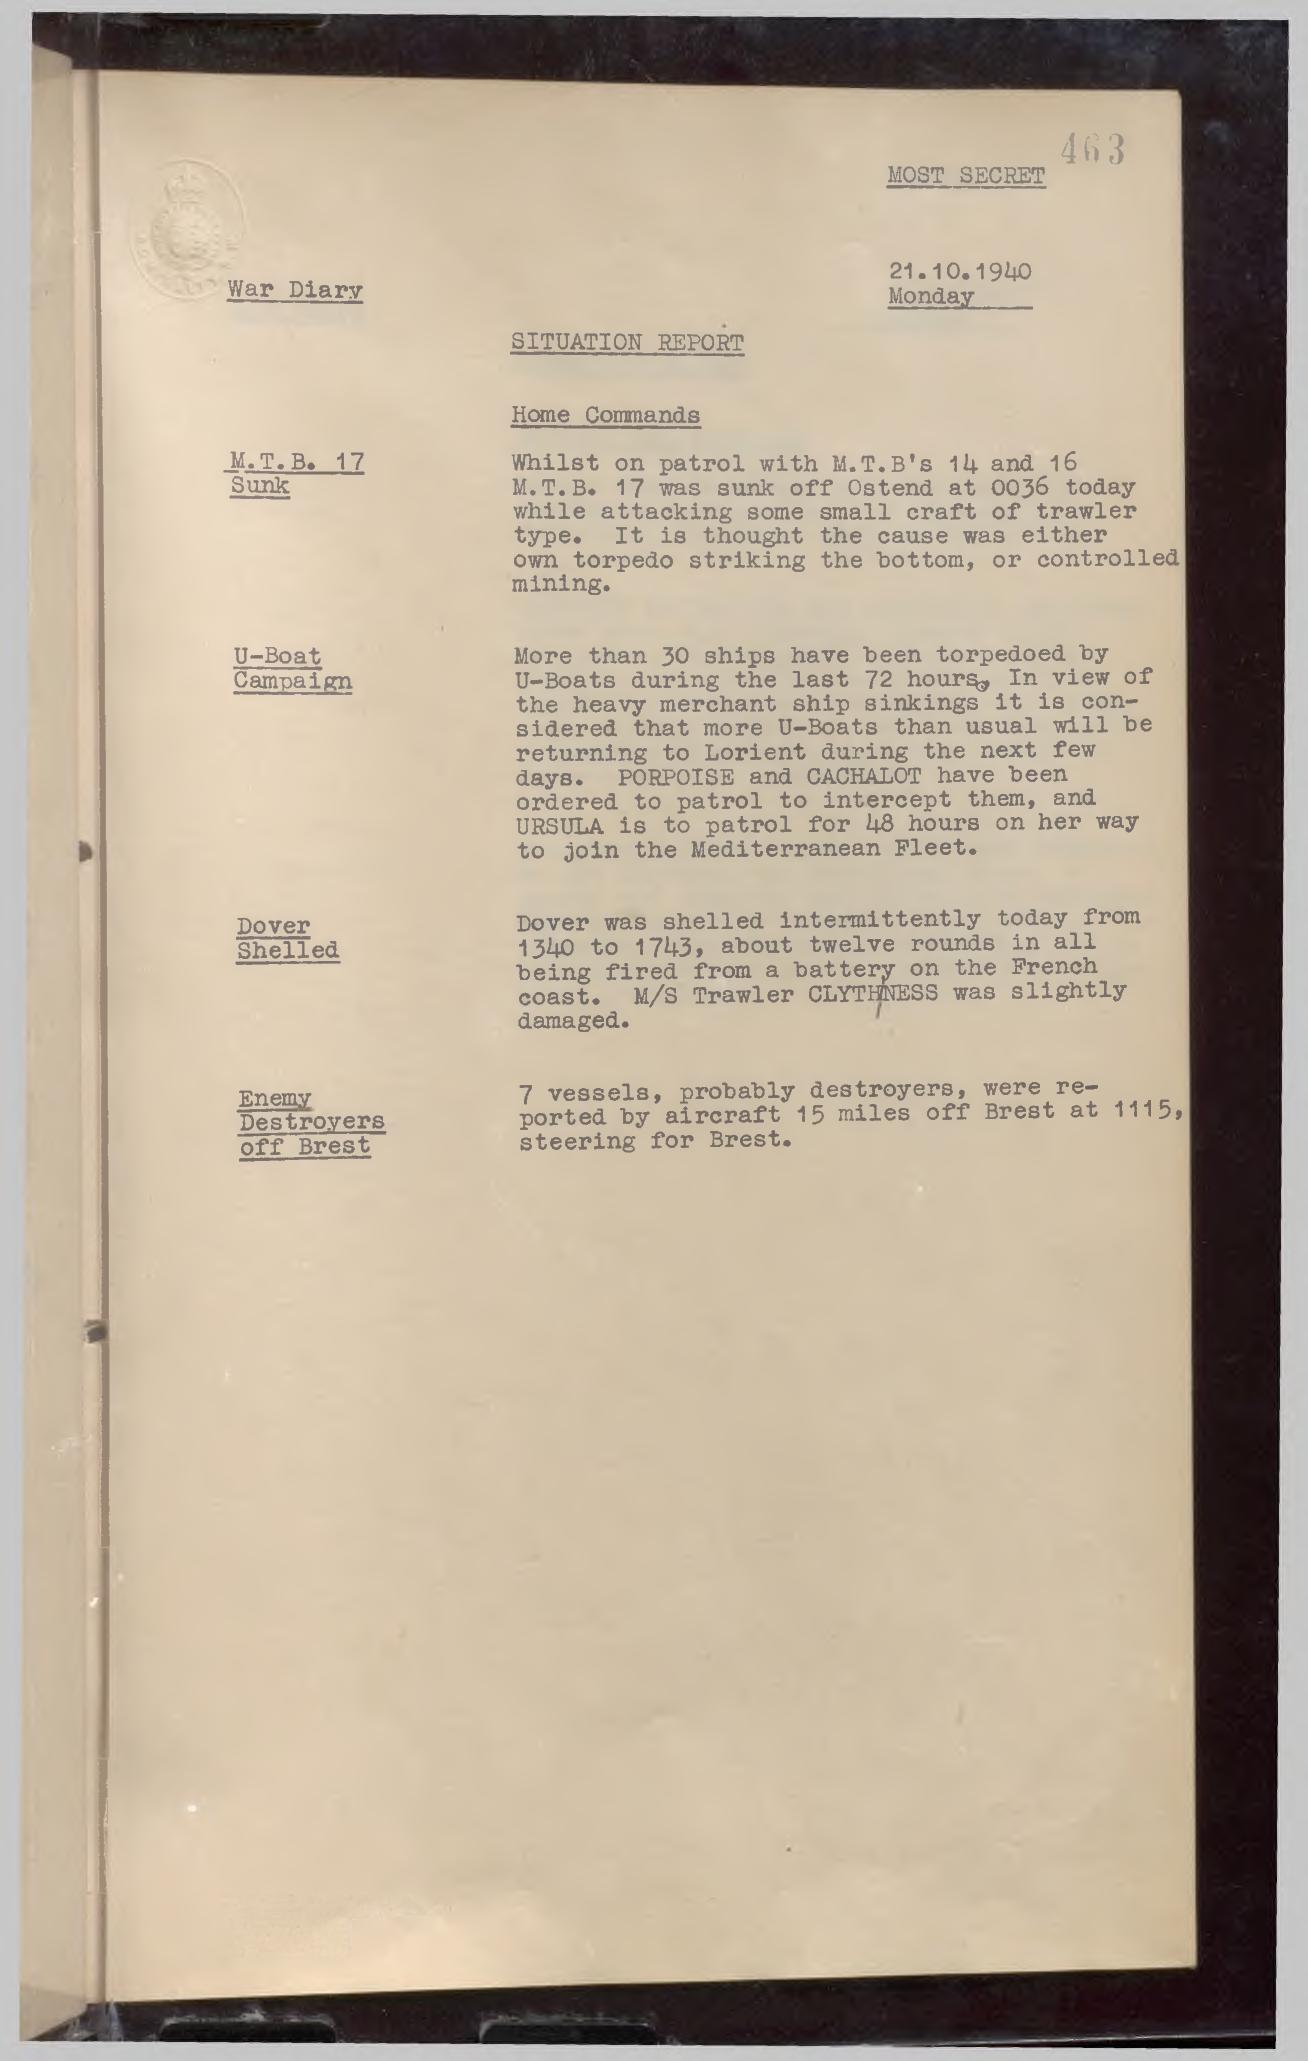 463
MOST SECRET
21.10.1940
Monday
War Diary
SITUATION REPORT
Home Commands
M.T.B. 17
Sunk
Whilst on patrol with M.T.B's 14 and 16
M.T.B. 17 was sunk off Ostend at 0036 today
while attacking some small craft of trawler
type. It is thought the cause was either
own torpedo striking the bottom, or controlled
mining.
U-Boat
Campaign
More than 30 ships have been torpedoed by
U-Boats during the last 72 hours, In view of
the heavy merchant ship sinkings it is con-
sidered that more U-Boats than usual will be
returning to Lorient during the next few
days. PORPOISE and CACHALOT have been
ordered to patrol to intercept them, and
URSULA is to patrol for 48 hours on her way
to join the Mediterranean Fleet.
Dover
Shelled
Dover was shelled intermittently today from
1340 to 1743, about twelve rounds in all
being fired from a battery on the French
coast. M/S Trawler CLYTHNESS was slightly
damaged.
Enemy
Destroyers
off Brest
7 vessels, probably destroyers, were re-
ported by aircraft 15 miles off Brest at 1115,
steering for Brest.